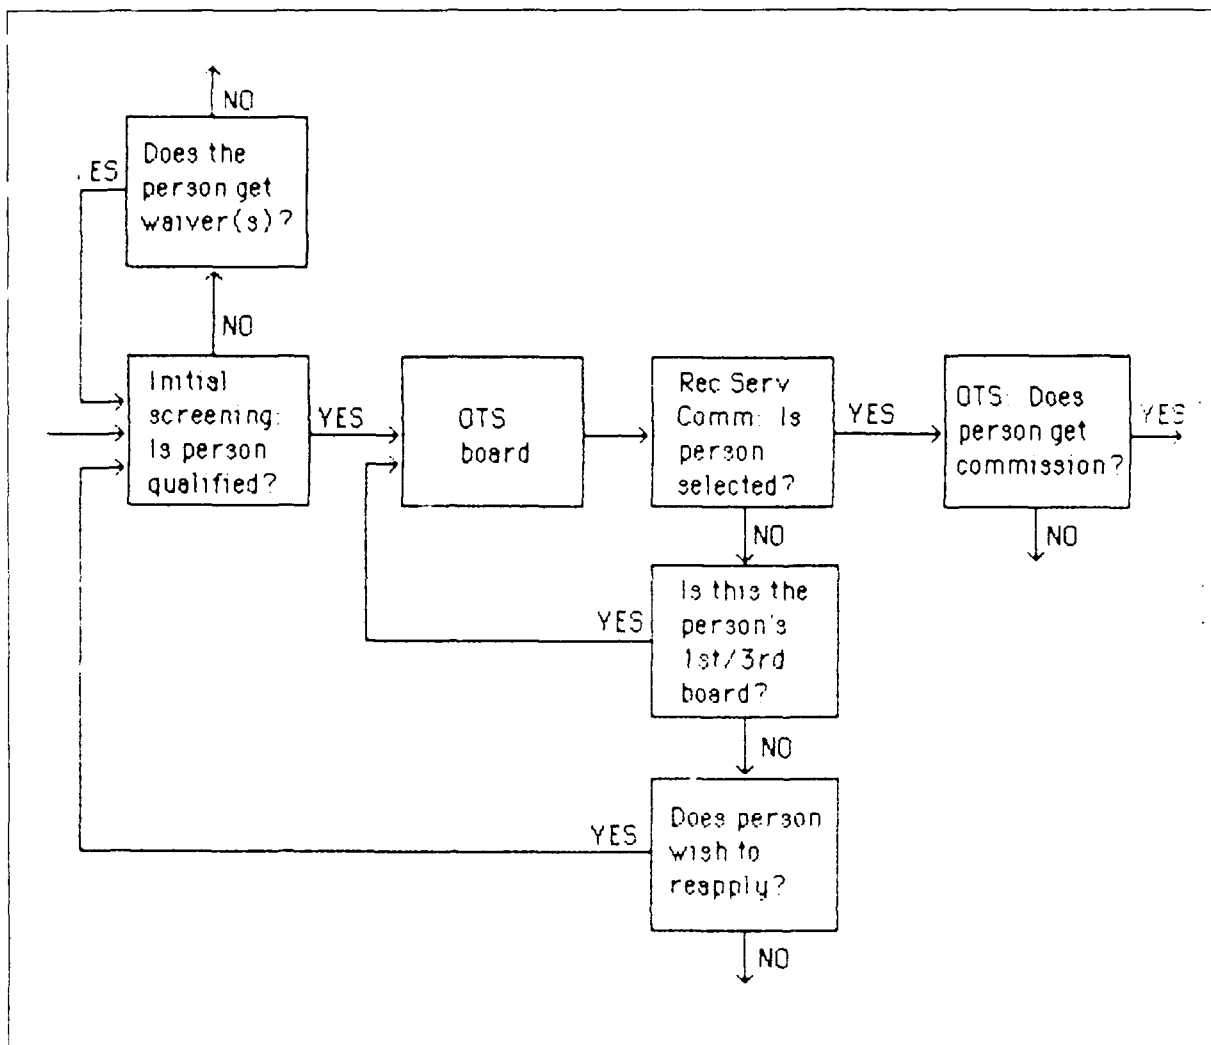 NO
Does the
person get
waiver(s)?
ES
NO
Initial
screening:
Is person
qualified?
YES
OTS
board
Rec Serv
Comm: Is
person
selected?
YES
OTS: Does
person get
commission?
YES
NO
NO
Is this the
person's
1st/3rd
board?
YES
NO
Does person
wish to
reapply?
YES
NO